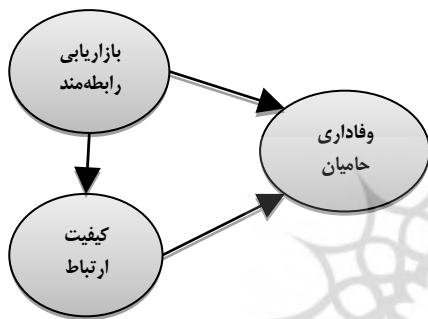 بازاریابی
رابطه‌مند
وفاداری
حامیان
کیفیت
ارتباط